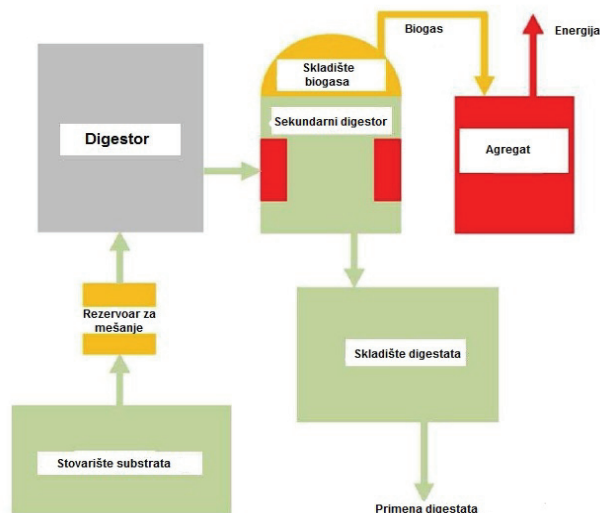 Biogas
Energija
Skladište
biogasa
Sekundarni digestor
Digestor
Agregat
Rezervoar za
mešanje
Skladište digestata
Stovarište substrata
Primena digestata